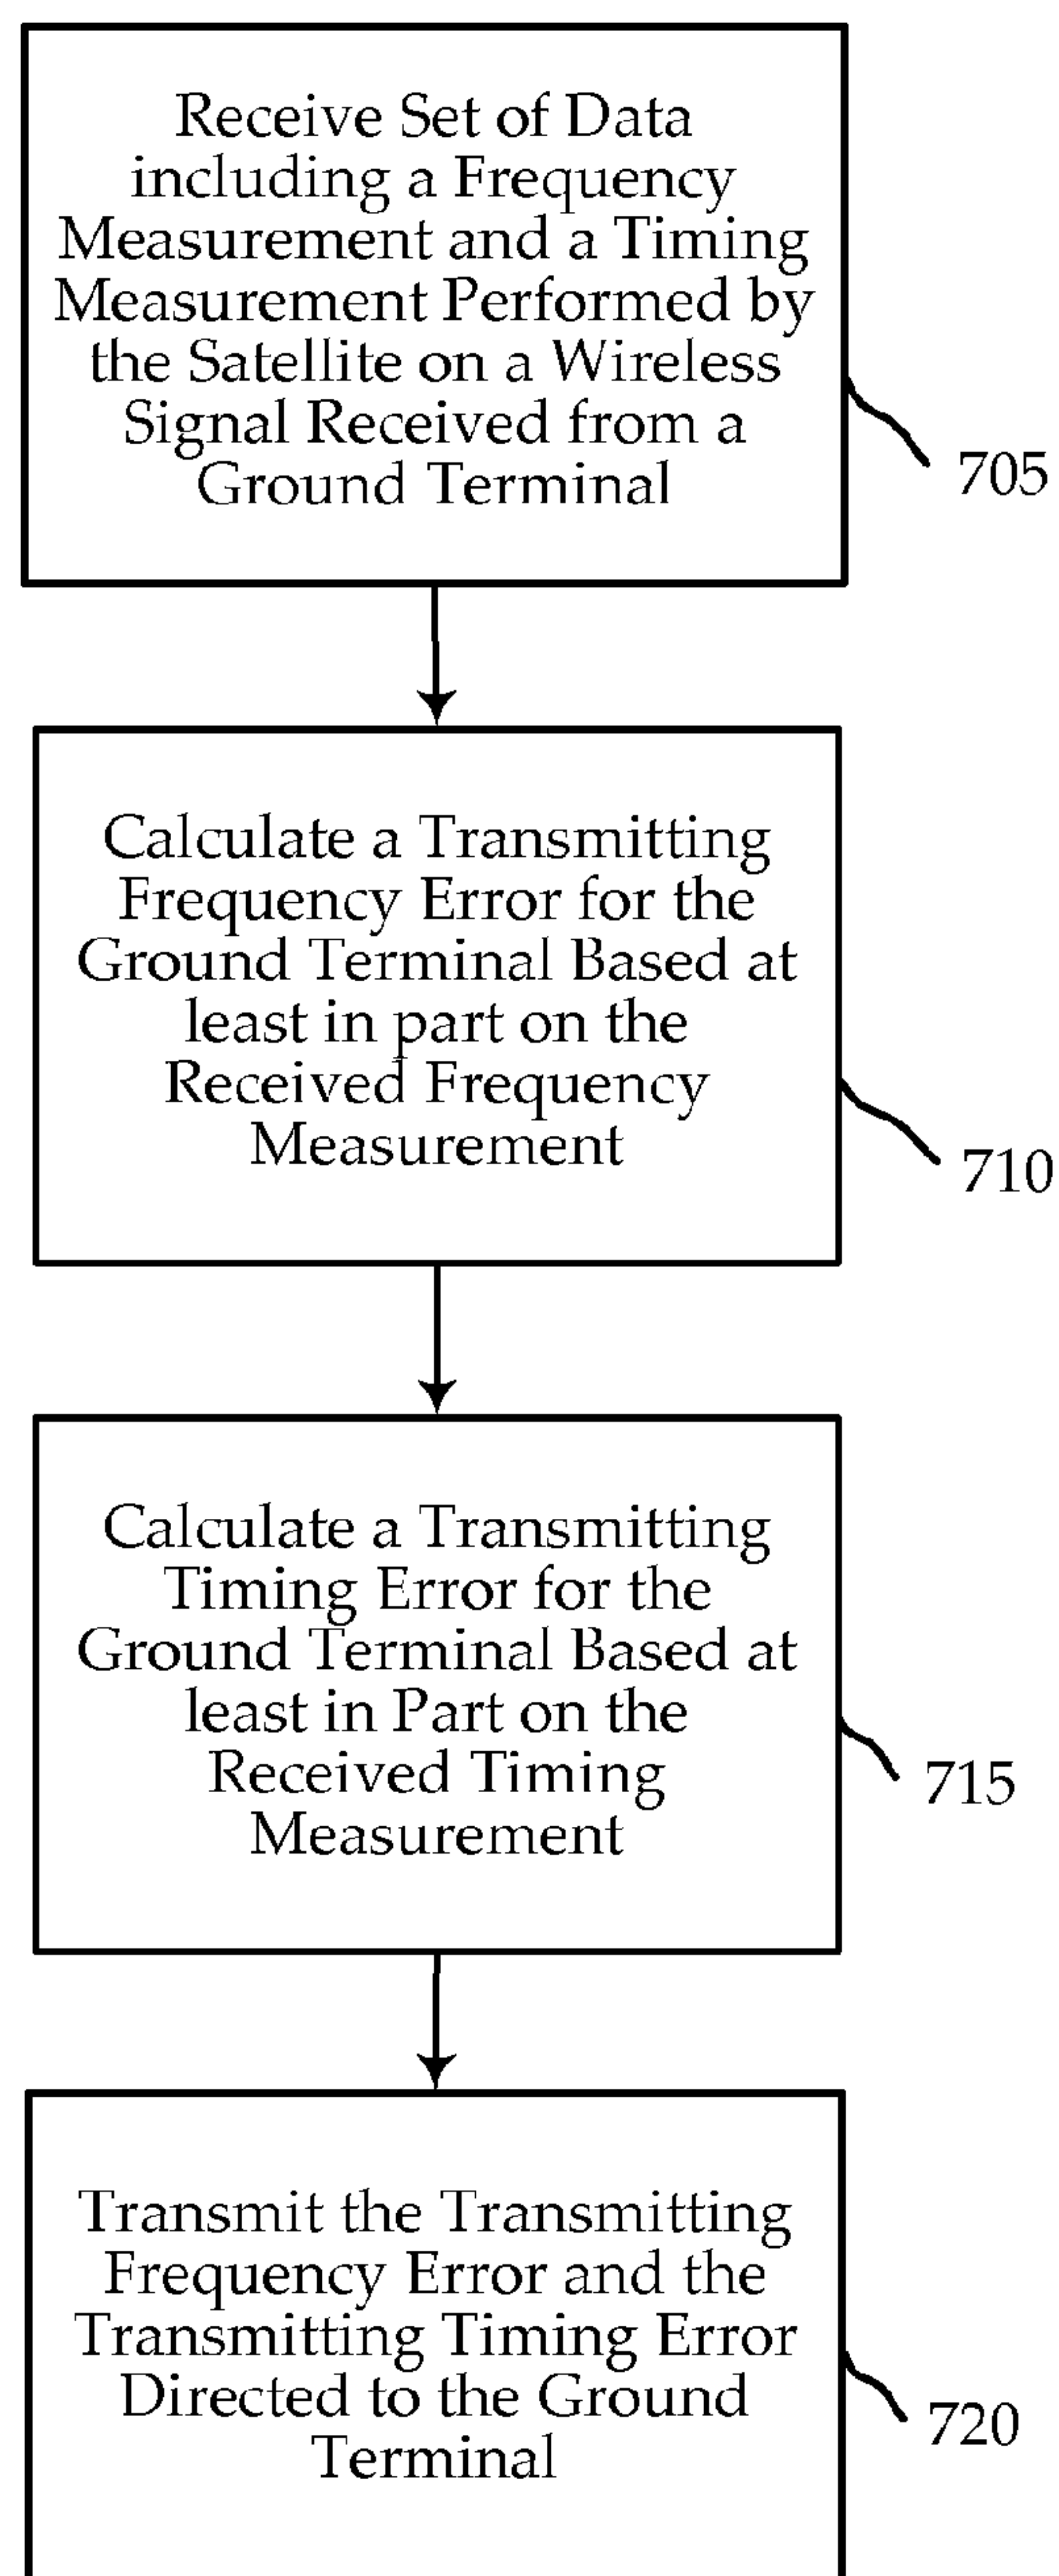 Receive Set of Data
including a Frequency
Measurement and a Timing
Measurement Performed by
the Satellite on a Wireless
Signal Received from a
Ground Terminal
705
Calculate a Transmitting
Frequency Error for the
Ground Terminal Based at
least in part on the
Received Frequency
Measurement
710
Calculate a Transmitting
Timing Error for the
Ground Terminal Based at
least in Part on the
Received Timing
Measurement
715
Transmit the Transmitting
Frequency Error and the
Transmitting Timing Error
Directed to the Ground
Terminal
720